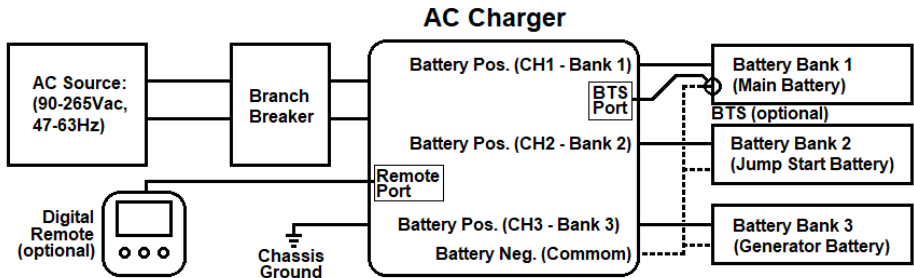 AC Charger
AC Source:
(90-265Vac,
47-63Hz)
Branch
Breaker
Battery Pos. (CH1 - Bank 1)
BTS
Port
Battery Pos. (CH2 - Bank 2)
Remote
Port
Battery Pos. (CH3 - Bank 3)
Battery Neg. (Commom)
Battery Bank 1
(Main Battery)
BTS (optional)
Battery Bank 2
(Jump Start Battery)
Battery Bank 3
(Generator Battery)
Digital
Remote
(optional)
Chassis
Ground